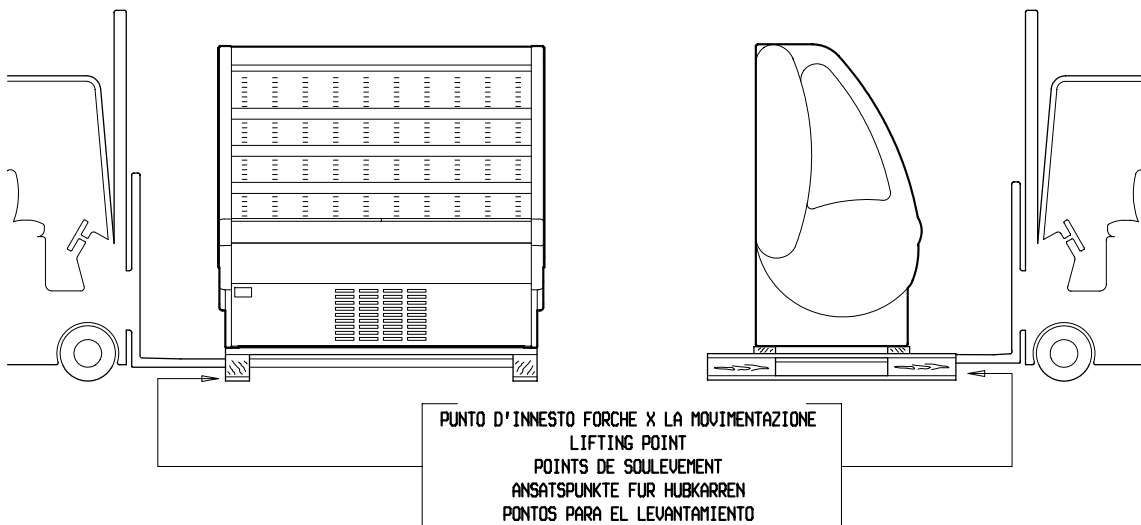 PUNTO D'INNESTO FORCHE X LA MOVIMENTAZIONE
LIFTING POINT
POINTS DE SOULEVEMENT
ANSATSPUNKTE FUR HUBKARREN
PONTOS PARA EL LEVANTAMIENTO